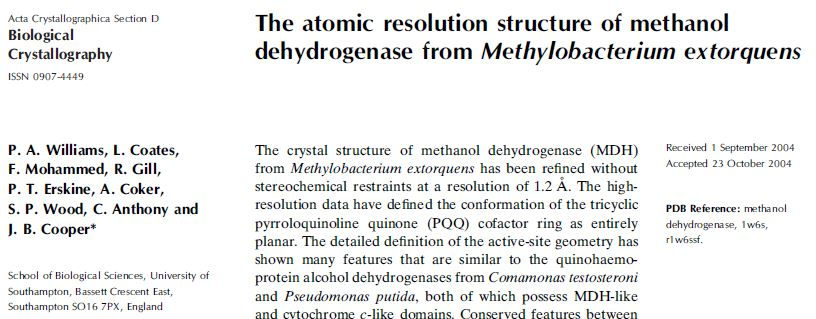 Acta Crystallographica Section D
Biological
Crystallography
ISSN 0907-4449
The atomic resolution structure of methanol
dehydrogenase from Methylobacterium extorquens
P. A. Williams, L. Coates,
F. Mohammed, R. Gill,
P. T. Erskine, A. Coker,
S. P. Wood, C. Anthony and
J. B. Cooper*
School of Biological Sciences, University of
Southampton, Bassett Crescent East,
Southampton SO16 7PX, England
The crystal structure of methanol dehydrogenase (MDH)
from Methylobacterium extorquens has been refined without
stereochemical restraints at a resolution of 1.2 Å. The high-
resolution data have defined the conformation of the tricyclic
pyrroloquinoline quinone (PQQ) cofactor ring as entirely
planar. The detailed definition of the active-site geometry has
shown many features that are similar to the quinohaemo-
protein alcohol dehydrogenases from Comamonas testosteroni
and Pseudomonas putida, both of which possess MDH-like
and cytochrome c-like domains. Conserved features between
Received 1 September 2004
Accepted 23 October 2004
PDB Reference: methanol
dehydrogenase, 1w6s,
r1w6ssf.